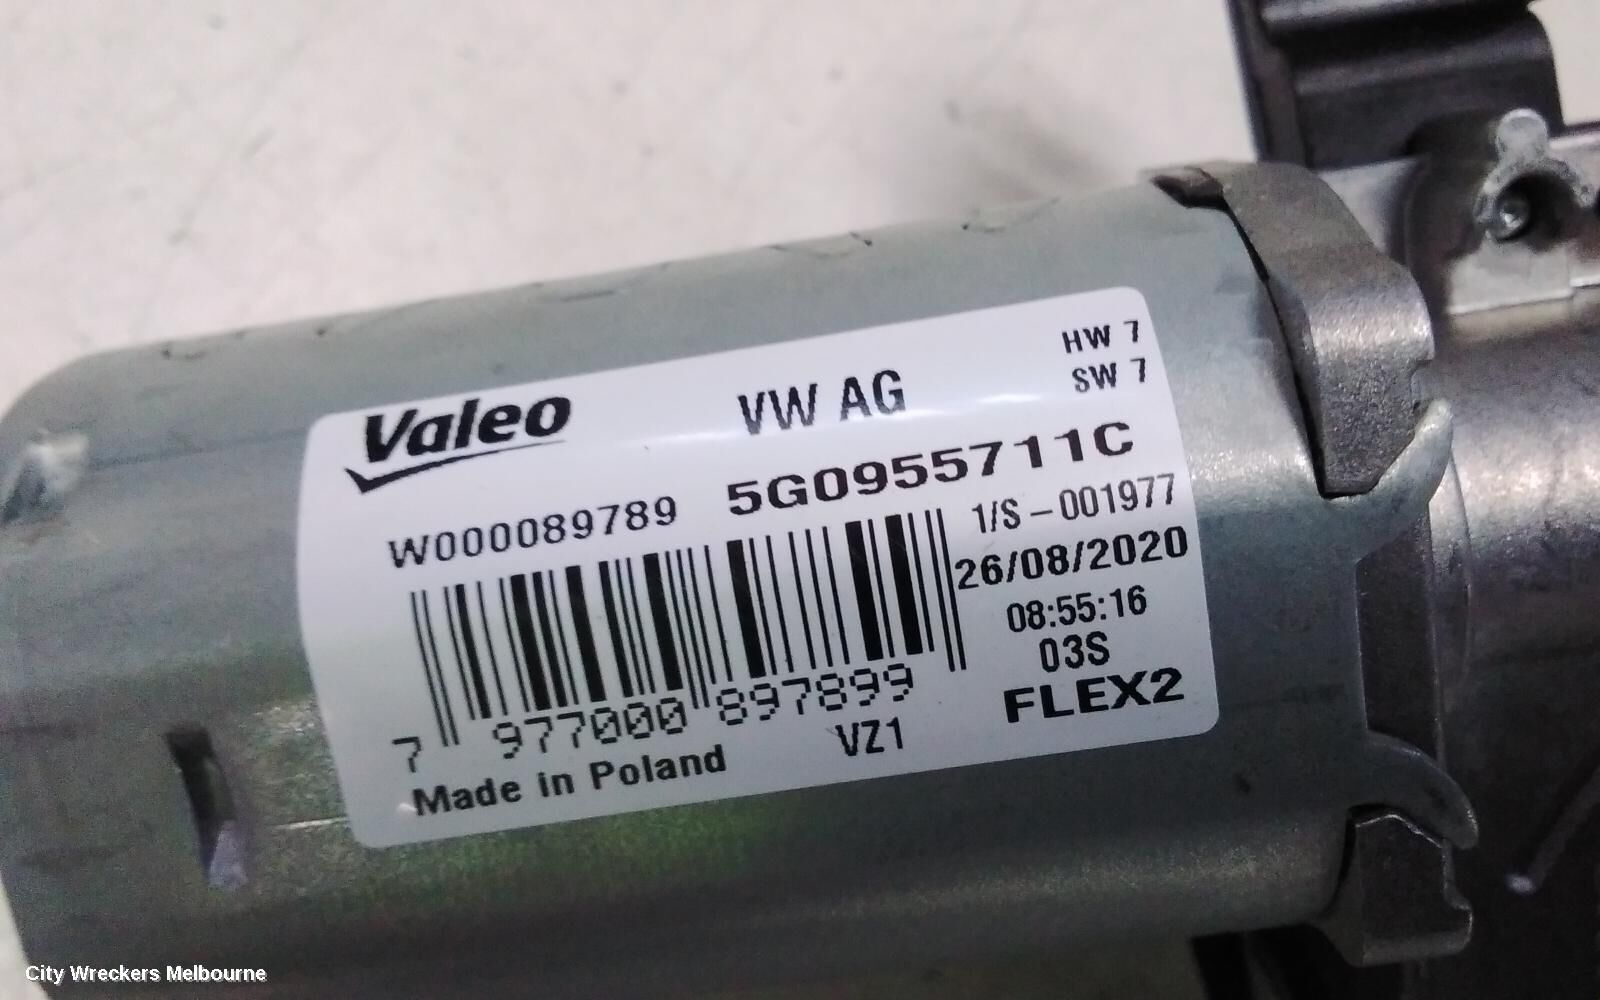 Valeo VW AG HW 7
SW 7
W000089789 5G0955711C
1/S - 001977
26/08/2020
08:55:16
03S
7 977000 897899
FLEX2
Made in Poland VZ1
City Wreckers Melbourne